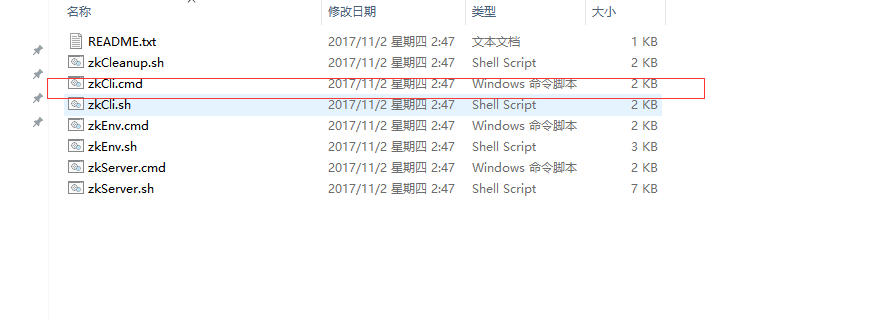 名称 修改日期 类型 大小
README.txt 2017/11/2 星期四 2:47 文本文档 1 KB
zkCleanup.sh 2017/11/2 星期四 2:47 Shell Script 2 KB
zkCli.cmd 2017/11/2 星期四 2:47 Windows 命令脚本 2 KB
zkCli.sh 2017/11/2 星期四 2:47 Shell Script 2 KB
zkEnv.cmd 2017/11/2 星期四 2:47 Windows 命令脚本 2 KB
zkEnv.sh 2017/11/2 星期四 2:47 Shell Script 3 KB
zkServer.cmd 2017/11/2 星期四 2:47 Windows 命令脚本 2 KB
zkServer.sh 2017/11/2 星期四 2:47 Shell Script 7 KB